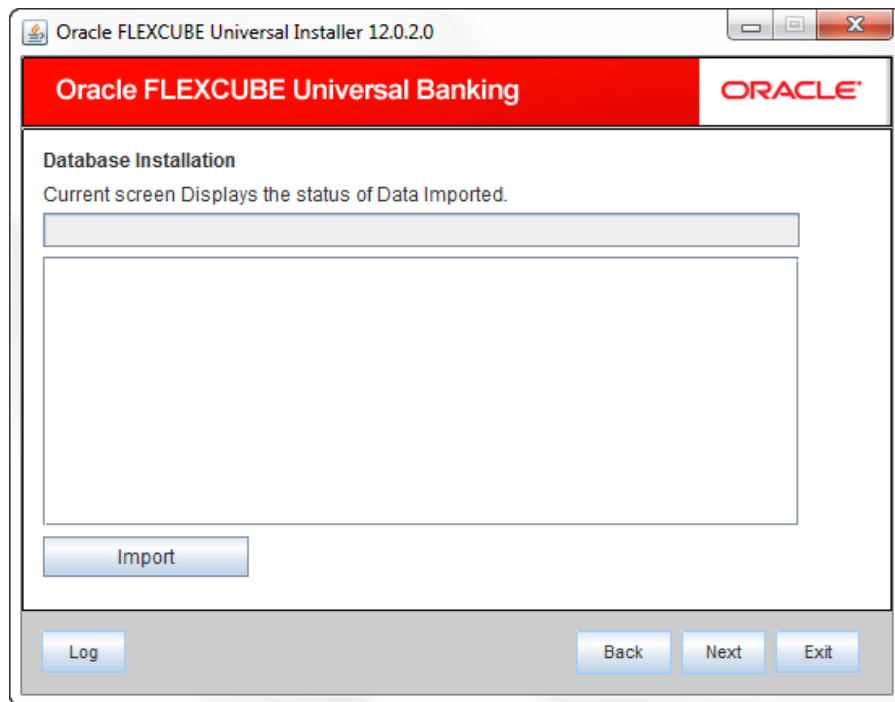 Oracle FLEXCUBE Universal Installer 12.0.2.0
Oracle FLEXCUBE Universal Banking
ORACLE
Database Installation
Current screen Displays the status of Data Imported.
Import
Log
Back
Next
Exit